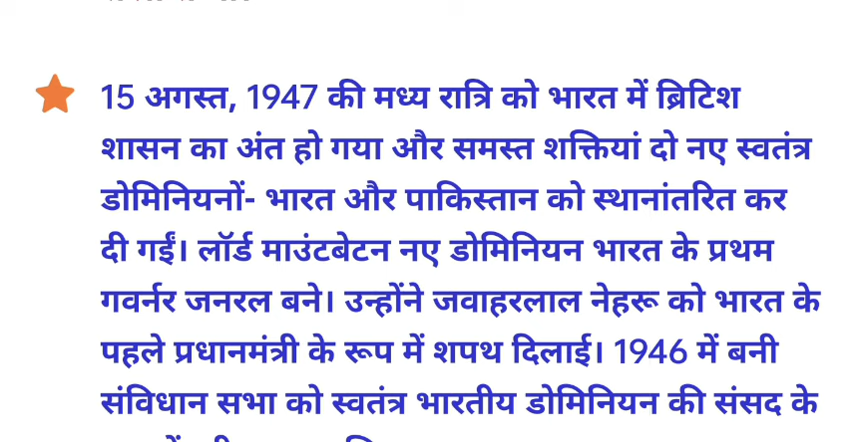 15 अगस्त, 1947 की मध्य रात्रि को भारत में ब्रिटिश
शासन का अंत हो गया और समस्त शक्तियां दो नए स्वतंत्र
डोमिनियनों- भारत और पाकिस्तान को स्थानांतरित कर
दी गईं। लॉर्ड माउंटबेटन नए डोमिनियन भारत के प्रथम
गवर्नर जनरल बने। उन्होंने जवाहरलाल नेहरू को भारत के
पहले प्रधानमंत्री के रूप में शपथ दिलाई। 1946 में बनी
संविधान सभा को स्वतंत्र भारतीय डोमिनियन की संसद के